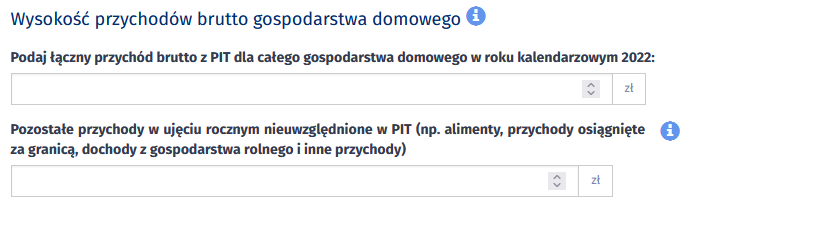 Wysokość przychodów brutto gospodarstwa domowego
Podaj łączny przychód brutto z PIT dla całego gospodarstwa domowego w roku kalendarzowym 2022:
zł
Pozostałe przychody w ujęciu rocznym nieuwzględnione w PIT (np. alimenty, przychody osiągnięte
za granicą, dochody z gospodarstwa rolnego i inne przychody)
zł